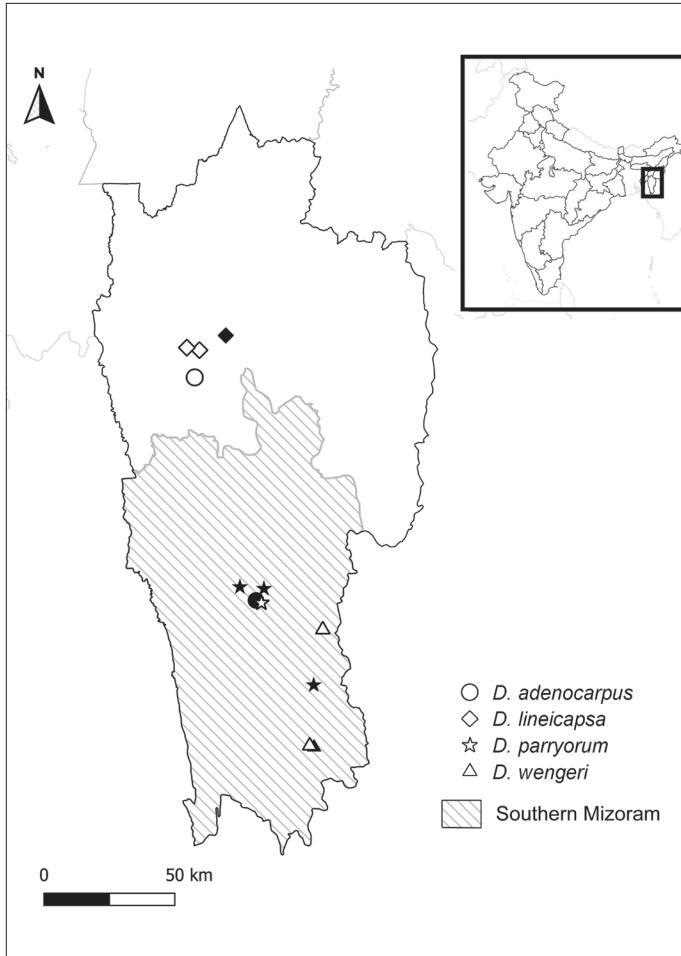 N
D. adenocarpus
D. lineicapsa
D. parryorum
D. wengeri
Southern Mizoram
0 50 km